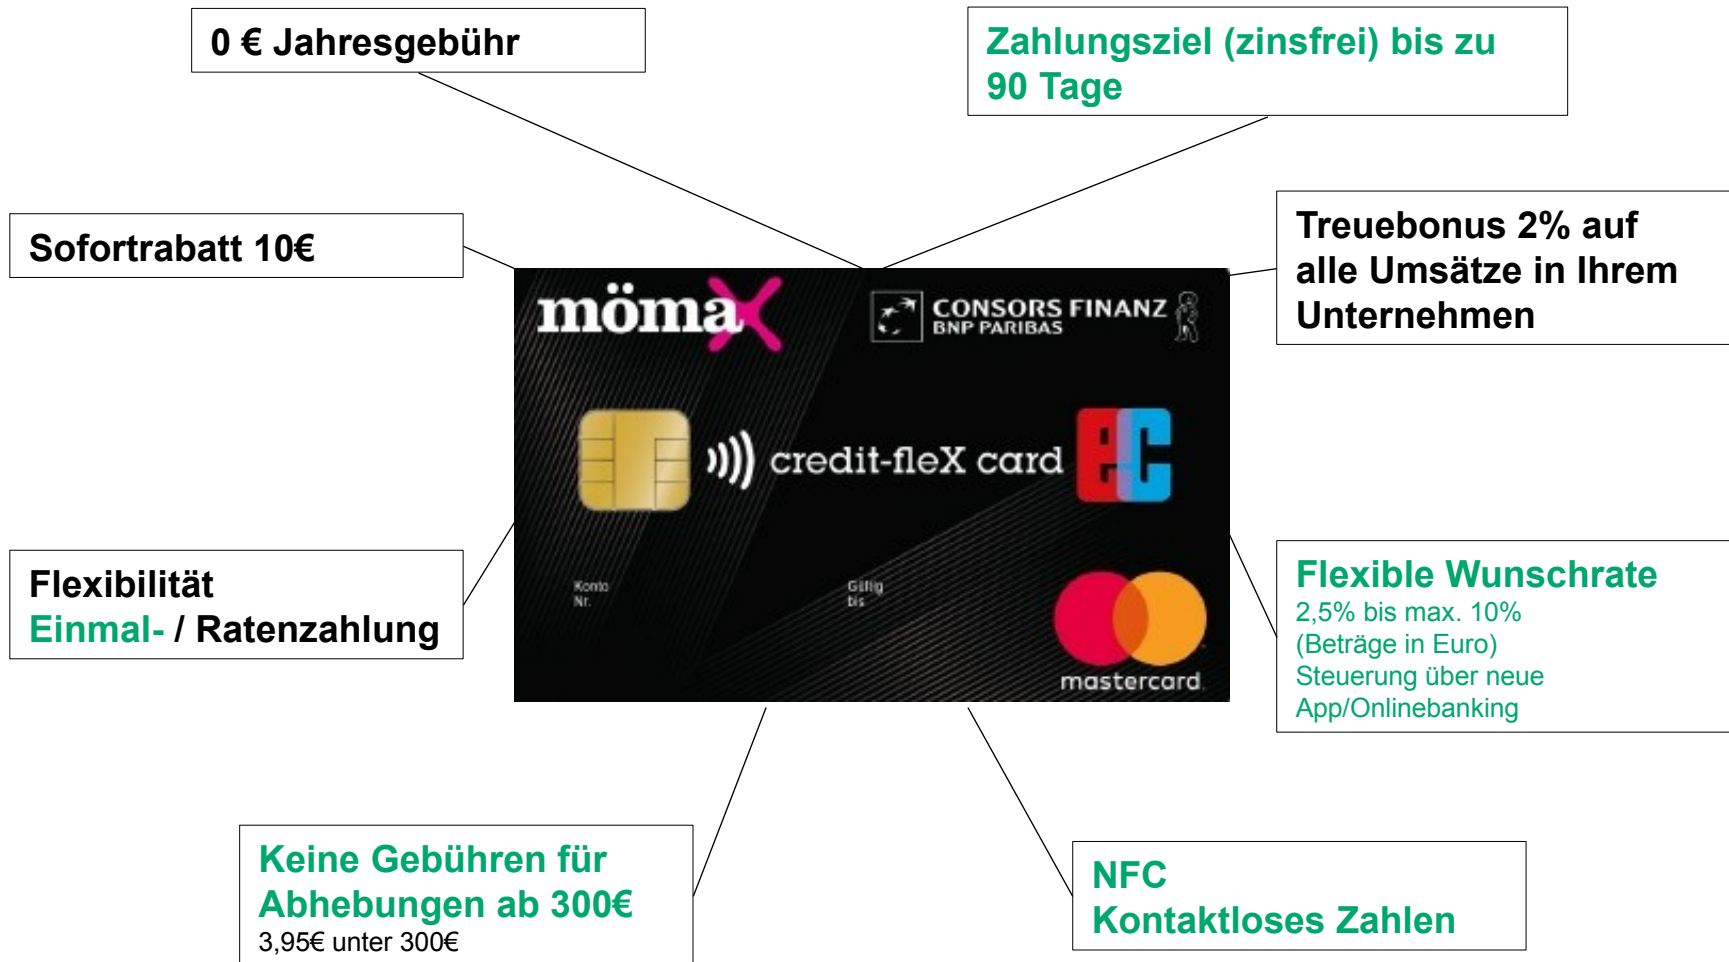 0 € Jahresgebühr
Zahlungsziel (zinsfrei) bis zu
90 Tage
Sofortrabatt 10€
Treuebonus 2% auf
alle Umsätze in Ihrem
Unternehmen
mömax
CONSORS FINANZ
BNP PARIBAS
credit-fleX card
ec
Konto
Nr.
Gültig
bis
mastercard.
Flexibilität
Einmal- / Ratenzahlung
Flexible Wunschrate
2,5% bis max. 10%
(Beträge in Euro)
Steuerung über neue
App/Onlinebanking
Keine Gebühren für
Abhebungen ab 300€
3,95€ unter 300€
NFC
Kontaktloses Zahlen